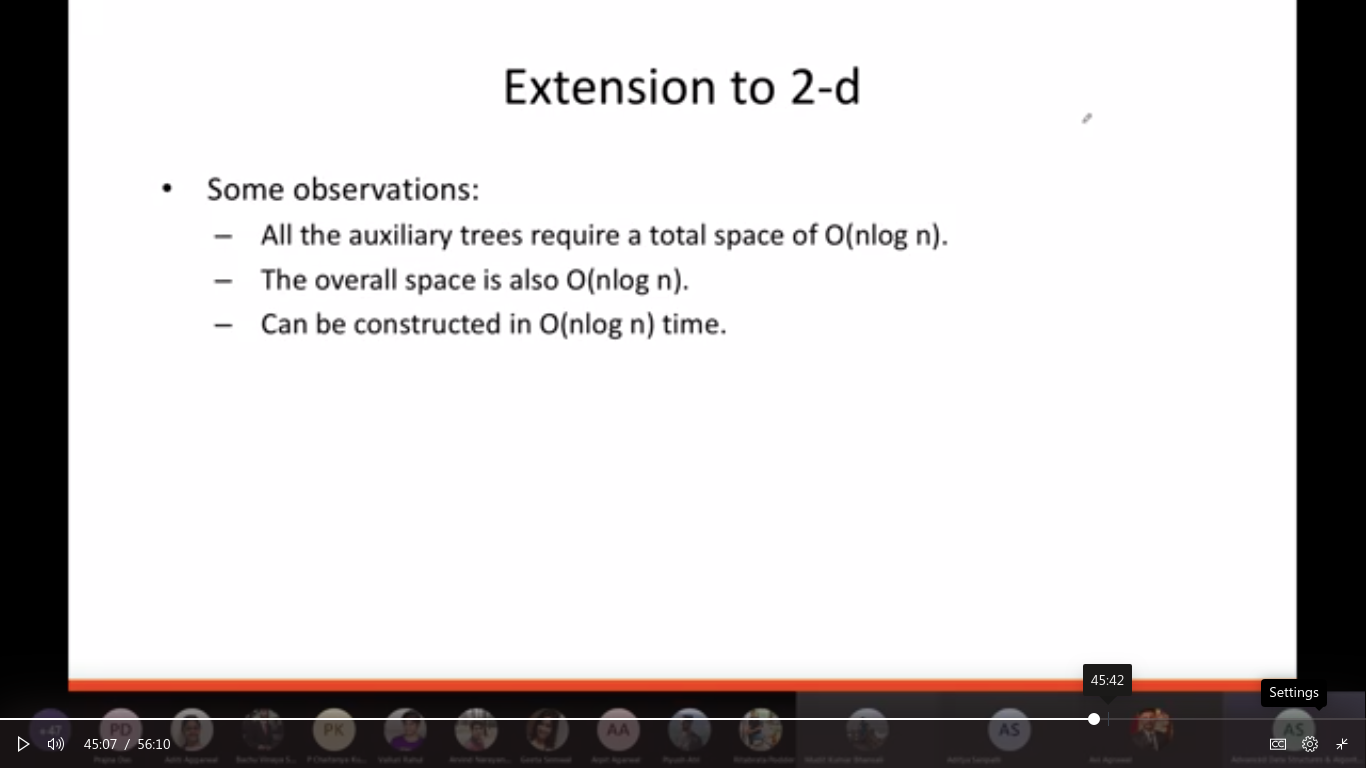 Extension to 2-d
• Some observations:
– All the auxiliary trees require a total space of O(nlog n).
– The overall space is also O(nlog n).
– Can be constructed in O(nlog n) time.
45:42
Settings
+47
PD
PK
AA
AS
AS
45:07 / 56:10
CC